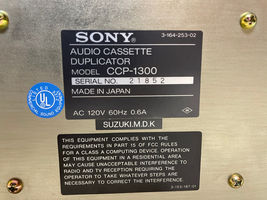 3-164-253-02
SONY®
AUDIO CASSETTE
DUPLICATOR
MODEL CCP-1300
SERIAL NO. 21852
MADE IN JAPAN
AC 120V 60Hz 0.6A
SUZUKI.M.D.K
UL
THIS EQUIPMENT COMPLIES WITH THE
REQUIREMENTS IN PART 15 OF FCC RULES
FOR A CLASS A COMPUTING DEVICE OPERATION
OF THIS EQUIPMENT IN A RESIDENTIAL AREA
MAY CAUSE UNACCEPTABLE INTERFERENCE TO
RADIO AND TV RECEPTION REQUIRING THE
OPERATOR TO TAKE WHATEVER STEPS ARE
NECESSARY TO CORRECT THE INTERFERENCE